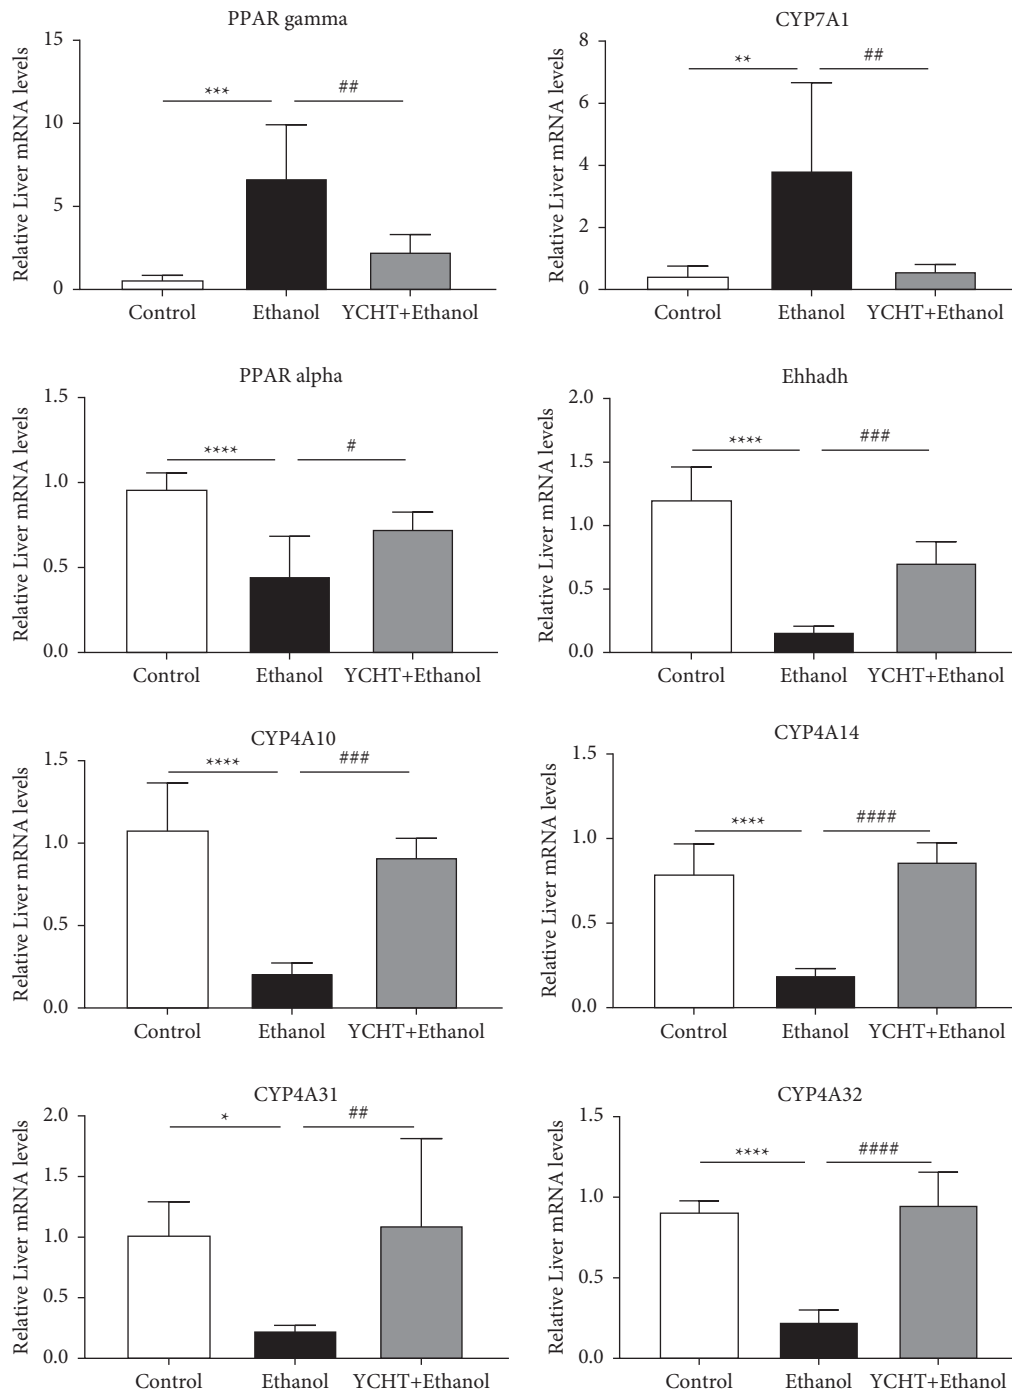 PPAR gamma
Relative Liver mRNA levels
15
10
5
0
***
##
Control
Ethanol
YCHT+Ethanol
CYP7A1
Relative Liver mRNA levels
8
6
4
2
0
**
##
Control
Ethanol
YCHT+Ethanol
PPAR alpha
Relative Liver mRNA levels
1.5
1.0
0.5
0.0
****
#
Control
Ethanol
YCHT+Ethanol
Ehhadh
Relative Liver mRNA levels
2.0
1.5
1.0
0.5
0.0
****
###
Control
Ethanol
YCHT+Ethanol
CYP4A10
Relative Liver mRNA levels
1.5
1.0
0.5
0.0
****
###
Control
Ethanol
YCHT+Ethanol
CYP4A14
Relative Liver mRNA levels
1.5
1.0
0.5
0.0
****
####
Control
Ethanol
YCHT+Ethanol
CYP4A31
Relative Liver mRNA levels
2.0
1.5
1.0
0.5
0.0
*
##
Control
Ethanol
YCHT+Ethanol
CYP4A32
Relative Liver mRNA levels
1.5
1.0
0.5
0.0
****
####
Control
Ethanol
YCHT+Ethanol